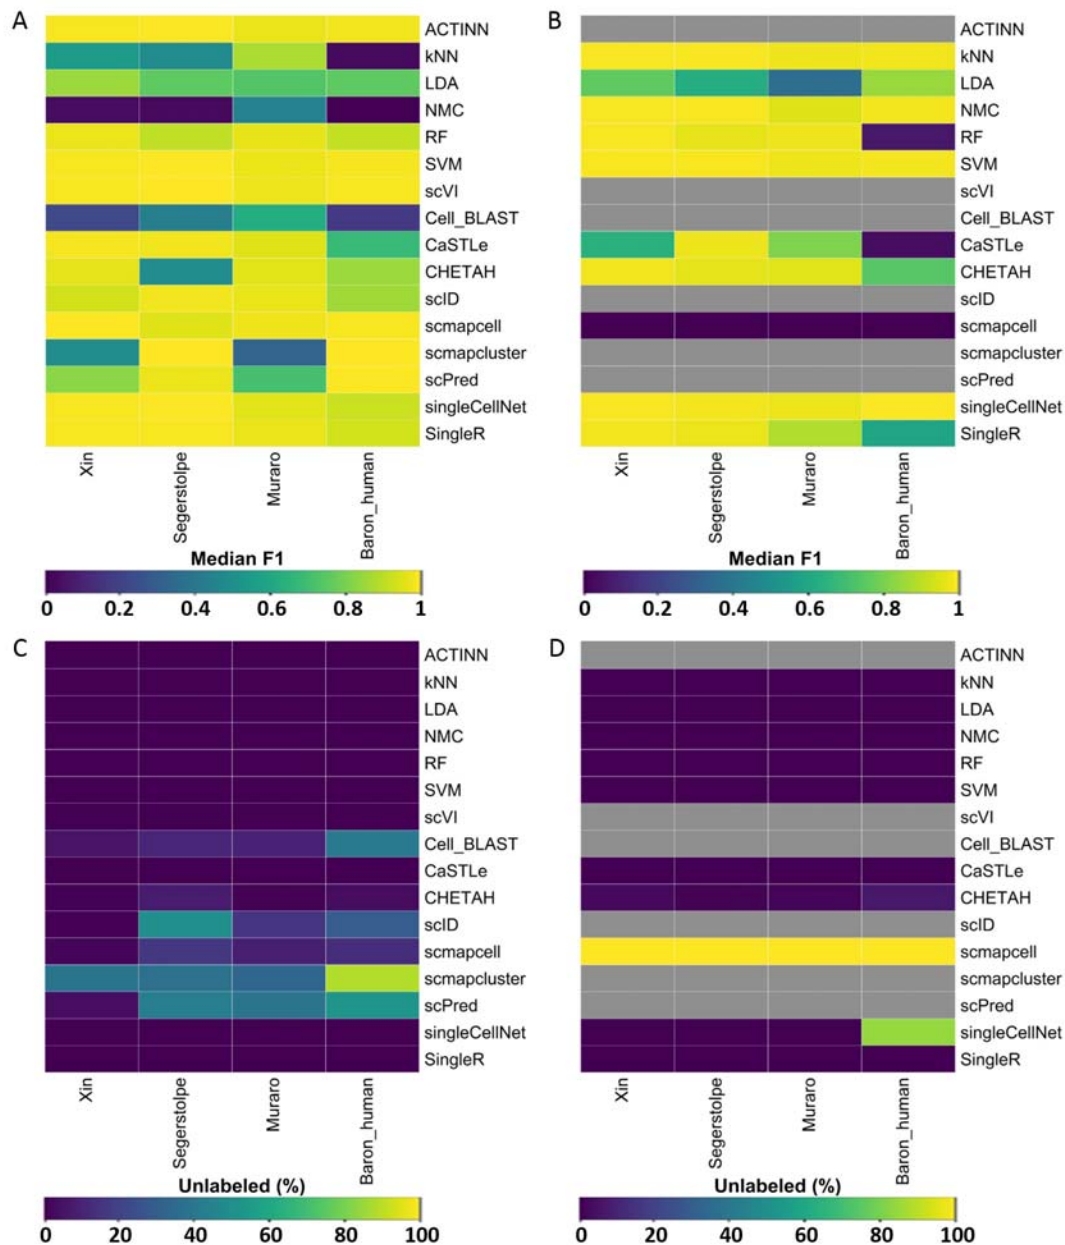 A
ACTINN
kNN
LDA
NMC
RF
SVM
scVI
Cell_BLAST
CaSTLe
CHETAH
scID
scmapcell
scmapcluster
scPred
singleCellNet
SingleR
Xin
Segerstolpe
Muraro
Baron_human
Median F1
0 0.2 0.4 0.6 0.8 1
B
ACTINN
kNN
LDA
NMC
RF
SVM
scVI
Cell_BLAST
CaSTLe
CHETAH
scID
scmapcell
scmapcluster
scPred
singleCellNet
SingleR
Xin
Segerstolpe
Muraro
Baron_human
Median F1
0 0.2 0.4 0.6 0.8 1
C
ACTINN
kNN
LDA
NMC
RF
SVM
scVI
Cell_BLAST
CaSTLe
CHETAH
scID
scmapcell
scmapcluster
scPred
singleCellNet
SingleR
Xin
Segerstolpe
Muraro
Baron_human
Unlabeled (%)
0 20 40 60 80 100
D
ACTINN
kNN
LDA
NMC
RF
SVM
scVI
Cell_BLAST
CaSTLe
CHETAH
scID
scmapcell
scmapcluster
scPred
singleCellNet
SingleR
Xin
Segerstolpe
Muraro
Baron_human
Unlabeled (%)
0 20 40 60 80 100